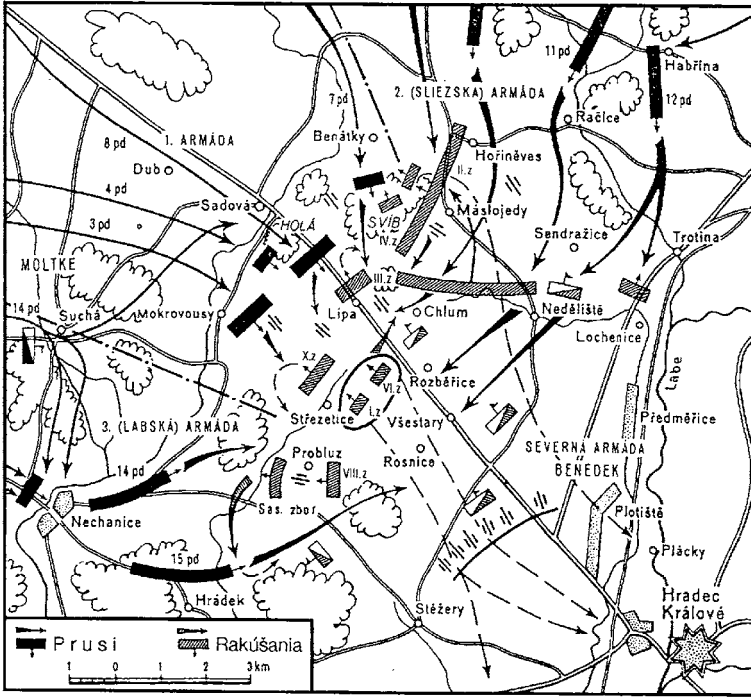 11 pd
Habřina
2. (SLIEZSKA) ARMÁDA
7 pd
12 pd
Račice
1. ARMÁDA
Benátky
8 pd
Hořiněves
Dub
II.z
4 pd
Sadová
HOLÁ
SVÍB
Máslojedy
3 pd
IV.z
Sendražice
Trotina
MOLTKE
III.z
14 pd
Suchá
Mokrovousy
Lípa
Chlum
Neděliště
Lochenice
X.z
Rozběřice
Labe
VI.z
I.z
Střezetice
Všestary
Předměřice
3. (LABSKÁ) ARMÁDA
Probluz
SEVERNÁ ARMÁDA
14 pd
VIII.z
Rosnice
BENEDEK
Nechanice
Sas. zbor
Plotiště
15 pd
Plácky
Hrádek
Stěžery
Hradec
Králové
Prusi
Rakúšania
1 0 1 2 3 km